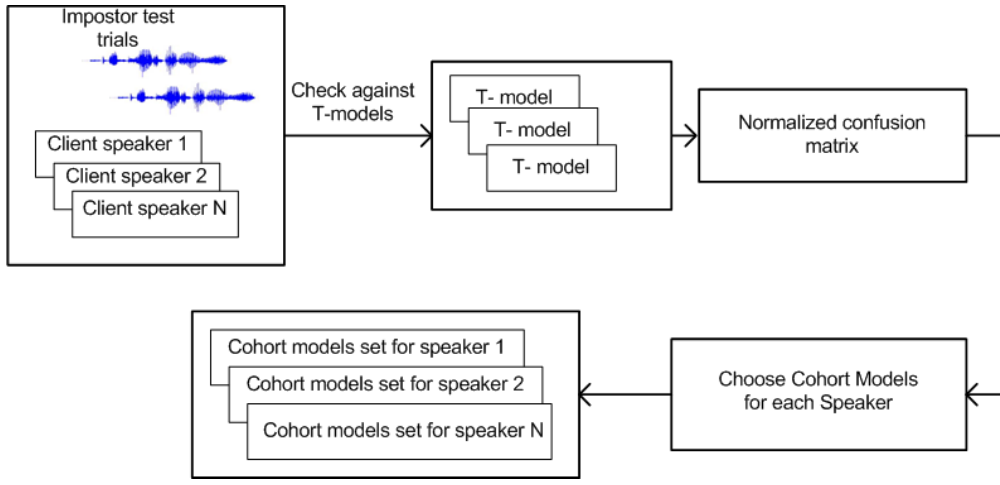 Impostor test
trials
Client speaker 1
Client speaker 2
Client speaker N
Check against
T-models
T- model
T- model
T- model
Normalized confusion
matrix
Cohort models set for speaker 1
Cohort models set for speaker 2
Cohort models set for speaker N
Choose Cohort Models
for each Speaker